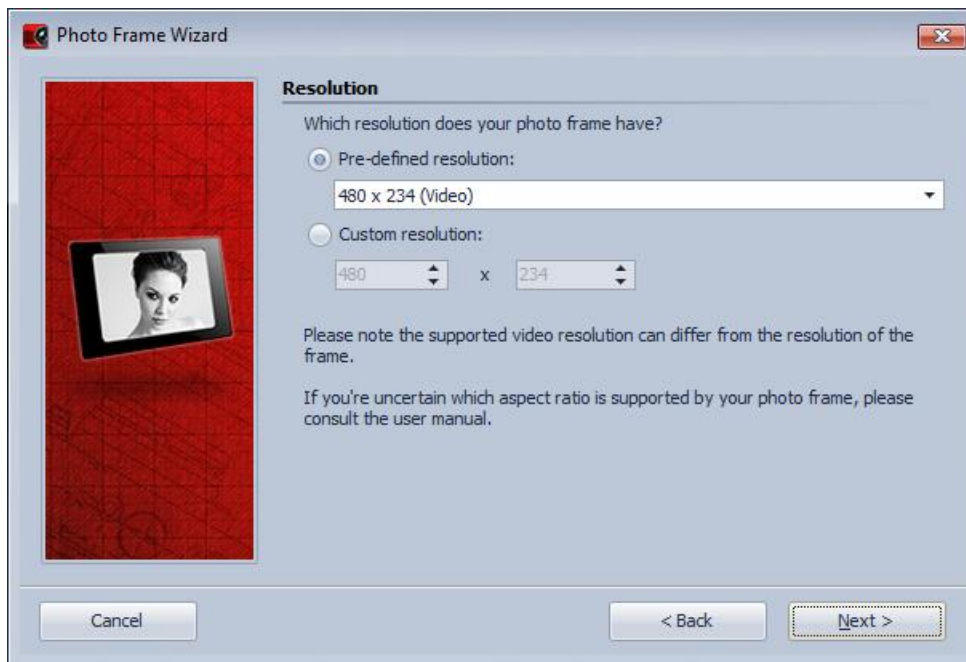 Photo Frame Wizard
Resolution
Which resolution does your photo frame have?
Pre-defined resolution:
480 x 234 (Video)
Custom resolution:
480 x 234
Please note the supported video resolution can differ from the resolution of the
frame.
If you're uncertain which aspect ratio is supported by your photo frame, please
consult the user manual.
Cancel < Back Next >